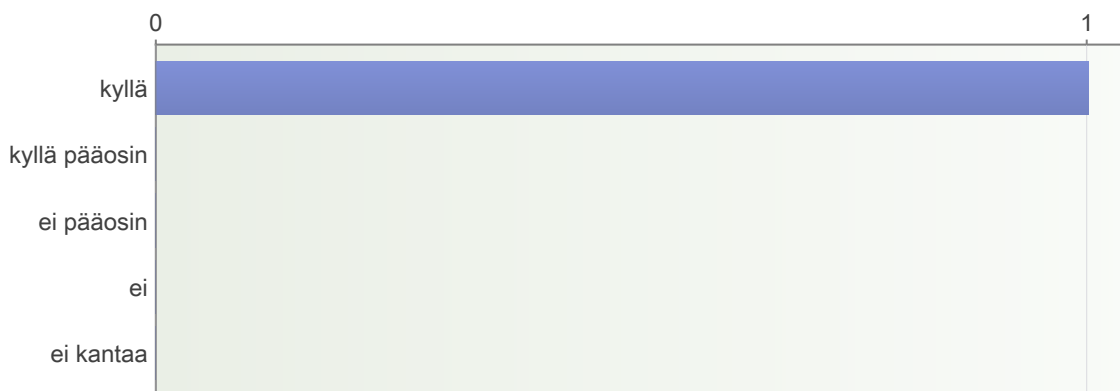 0 1
kyllä
kyllä pääosin
ei pääosin
ei
ei kantaa